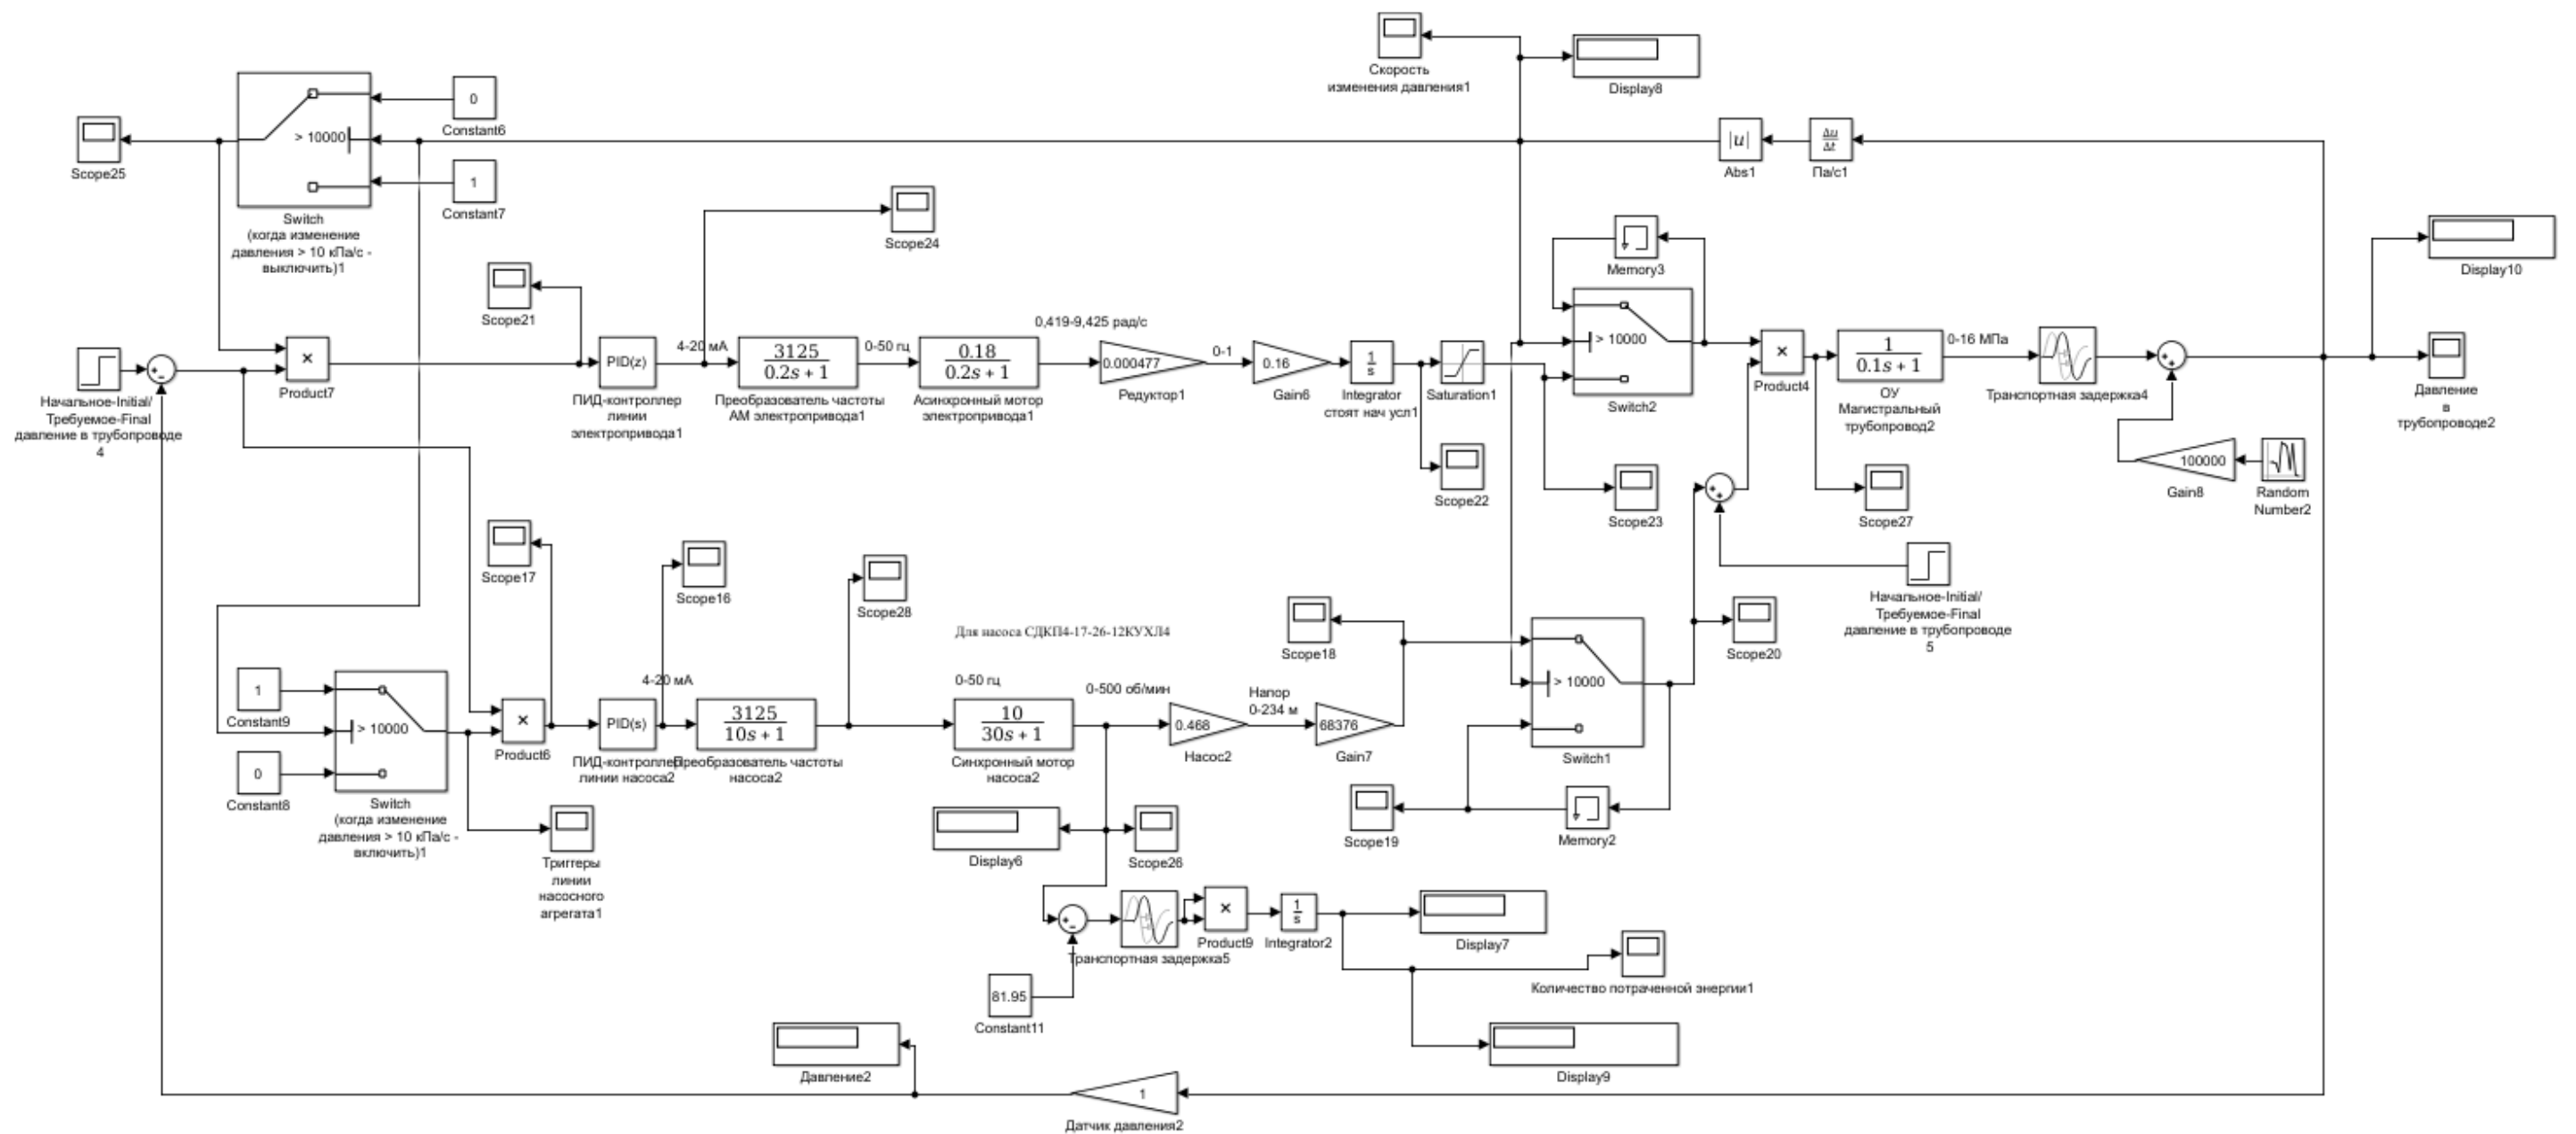 Скорость
изменения давления1
Display8
0
Constant6
> 10000
Scope25
1
Constant7
Switch
(когда изменение
давления > 10 кПа/с -
выключить)1
|u|
Abs1
Δu
Δt
Па/с1
Scope24
Memory3
Display10
Scope21
0,419-9,425 рад/с
> 10000
Switch2
Начальное-Initial/
Требуемое-Final
давление в трубопроводе
4
×
Product7
PID(z)
ПИД-контроллер
линии
электропривода1
4-20 мА
3125
0.2s + 1
Преобразователь частоты
АМ электропривода1
0-50 гц
0.18
0.2s + 1
Асинхронный мотор
электропривода1
0.000477
Редуктор1
0-1
0.16
Gain6
1
s
Integrator
стоят нач усл1
Saturation1
×
Product4
1
0.1s + 1
ОУ
Магистральный
трубопровод2
0-16 МПа
Транспортная задержка4
Давление
в
трубопроводе2
Scope22
Scope23
Scope27
100000
Gain8
Random
Number2
Scope17
Scope16
Scope28
Для насоса СДКП4-17-26-12КУХЛ4
Scope18
Scope20
Начальное-Initial/
Требуемое-Final
давление в трубопроводе
5
1
Constant9
> 10000
0
Constant8
Switch
(когда изменение
давления > 10 кПа/с -
включить)1
×
Product6
PID(s)
ПИД-контроллер
линии насоса2
4-20 мА
3125
10s + 1
Преобразователь частоты
насоса2
0-50 гц
10
30s + 1
Синхронный мотор
насоса2
0-500 об/мин
0.468
Насос2
Напор
0-234 м
68376
Gain7
> 10000
Switch1
Триггеры
линии
насосного
агрегата1
Display6
Scope26
Scope19
Memory2
Транспортная задержка5
×
Product9
1
s
Integrator2
Display7
Количество потраченной энергии1
81.95
Constant11
Display9
Давление2
1
Датчик давления2